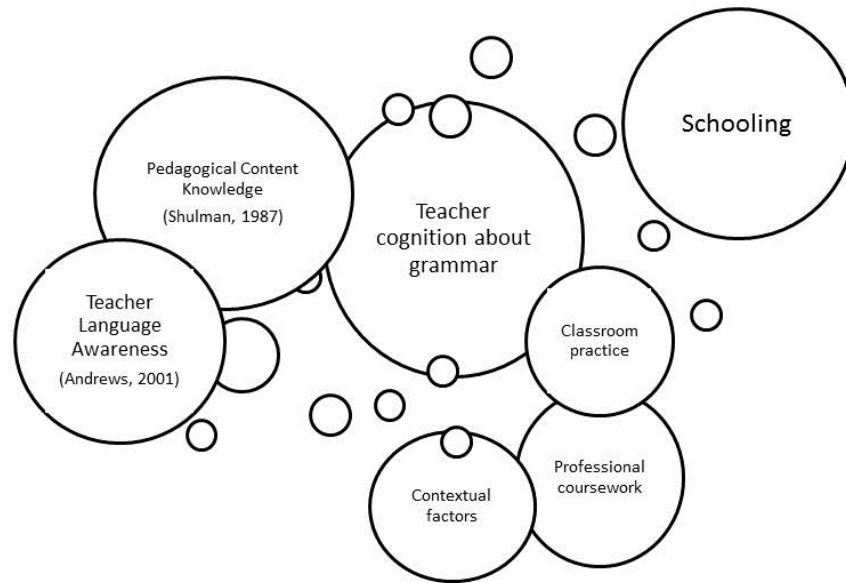 Schooling
Pedagogical Content
Knowledge
(Shulman, 1987)
Teacher
cognition about
grammar
Teacher
Language
Awareness
(Andrews, 2001)
Classroom
practice
Professional
coursework
Contextual
factors